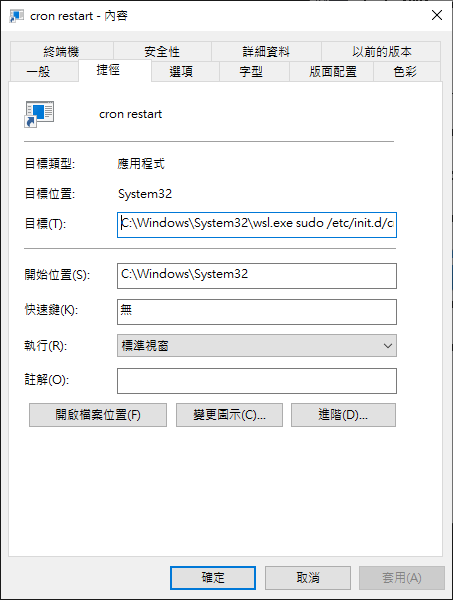 cron restart - 內容
終端機 安全性 詳細資料 以前的版本
一般 捷徑 選項 字型 版面配置 色彩
cron restart
目標類型: 應用程式
目標位置: System32
目標(T): C:\Windows\System32\wsl.exe sudo /etc/init.d/c
開始位置(S): C:\Windows\System32
快速鍵(K): 無
執行(R): 標準視窗
註解(O):
開啟檔案位置(F) 變更圖示(C)... 進階(D)...
確定 取消 套用(A)